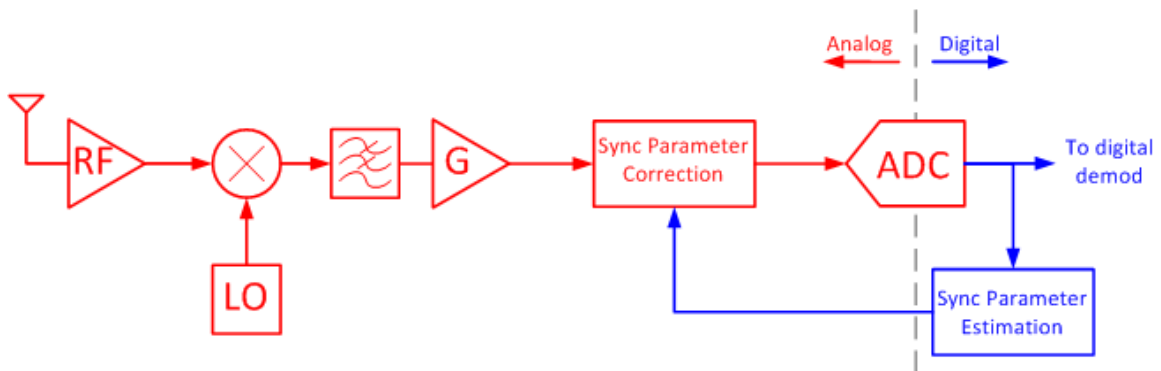 Analog
Digital
RF
G
Sync Parameter
Correction
ADC
To digital
demod
LO
Sync Parameter
Estimation